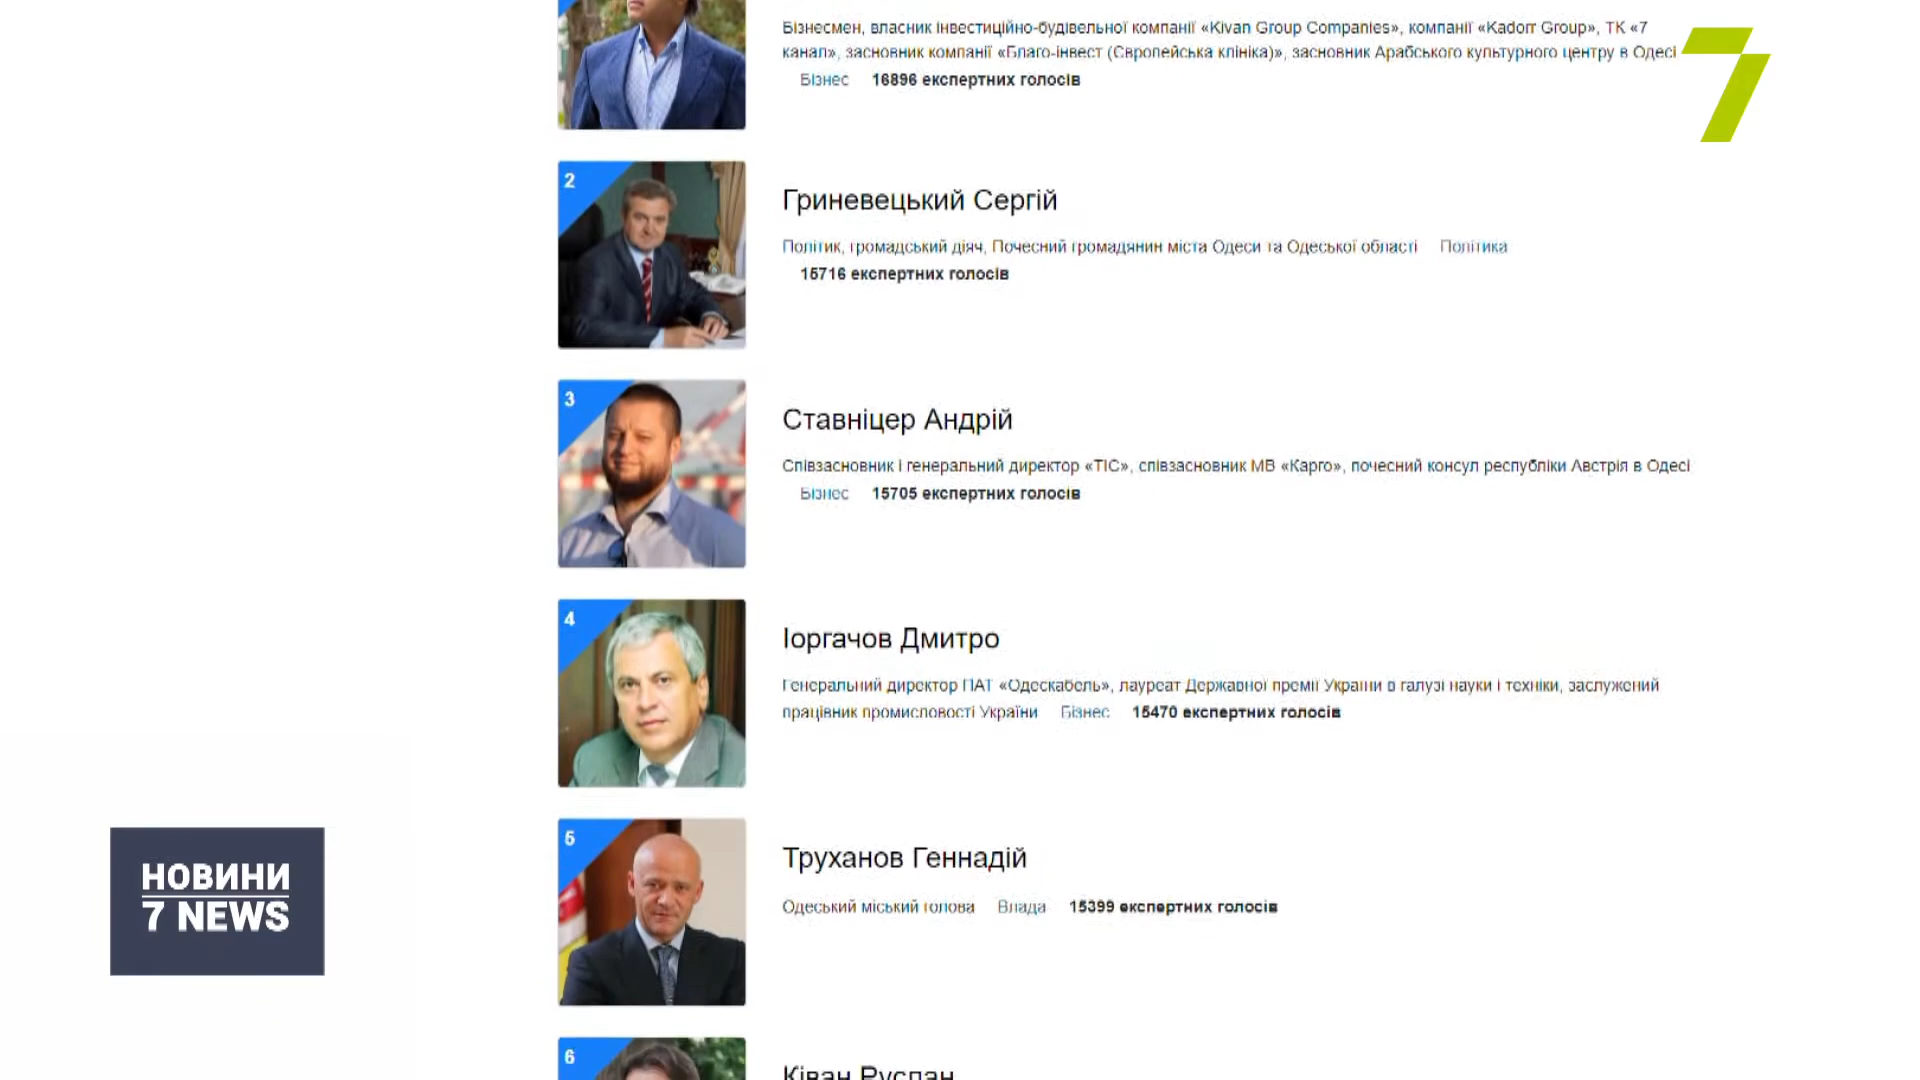 Бізнесмен, власник інвестиційно-будівельної компанії «Kivan Group Companies», компанії «Kadorr Group», ТК «7
канал», засновник компанії «Благо-інвест (Європейська клініка)», засновник Арабського культурного центру в Одесі
Бізнес 16896 експертних голосів
7
2
Гриневецький Сергій
Політик, громадський діяч, Почесний громадянин міста Одеси та Одеської області Політика
15716 експертних голосів
3
Ставніцер Андрій
Співзасновник і генеральний директор «ТІС», співзасновник МВ «Карго», почесний консул республіки Австрія в Одесі
Бізнес 15705 експертних голосів
4
Іоргачов Дмитро
Генеральний директор ПАТ «Одескабель», лауреат Державної премії України в галузі науки і техніки, заслужений
працівник промисловості України Бізнес 15470 експертних голосів
5
Труханов Геннадій
Одеський міський голова Влада 15399 експертних голосів
НОВИНИ
7 NEWS
6
Ківан Руслан